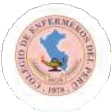 COLEGIO DE ENFERMEROS DEL PERU
1978